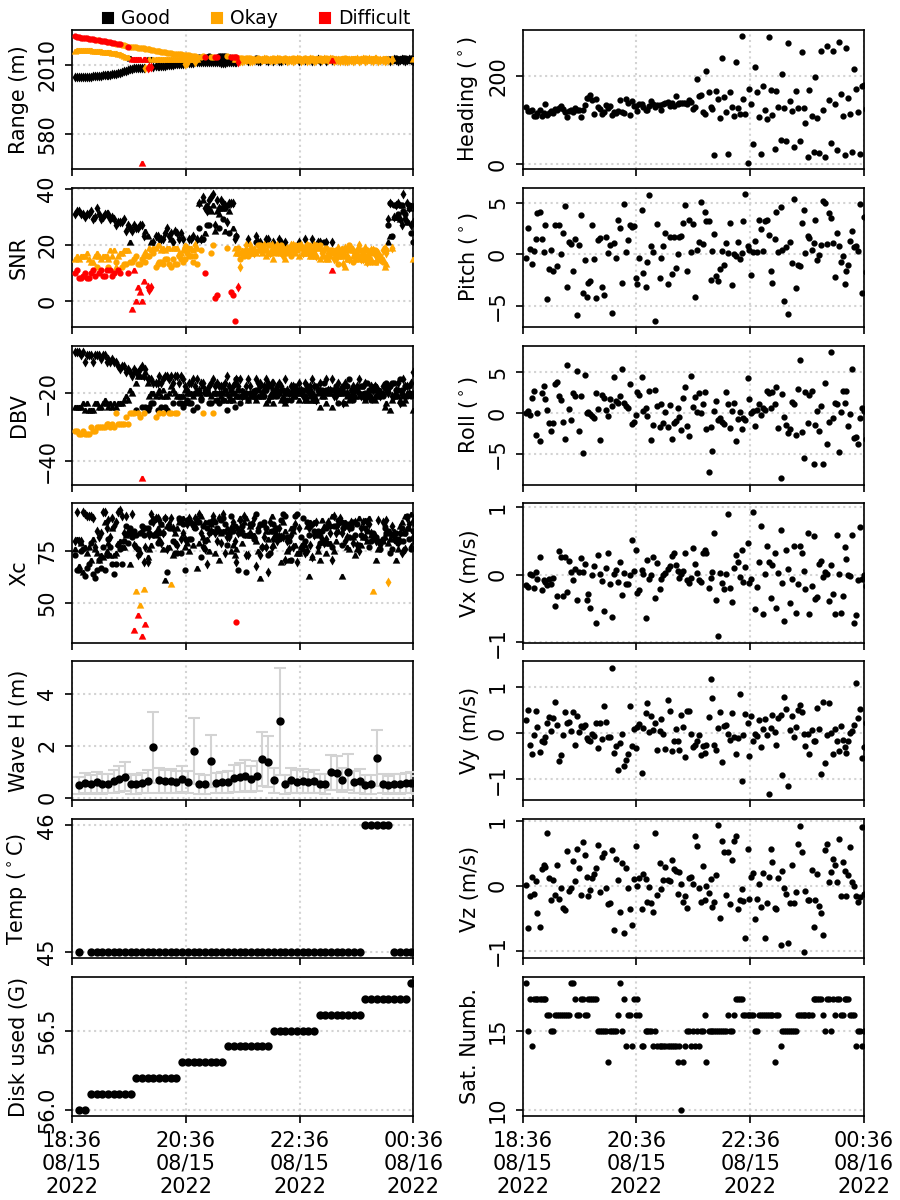 Good Okay Difficult
Range (m)
2010
580
Heading (°)
200
0
SNR
40
20
0
Pitch (°)
5
0
−5
DBV
−20
−40
Roll (°)
5
0
−5
Xc
75
50
Vx (m/s)
1
0
−1
Wave H (m)
4
2
0
Vy (m/s)
1
0
−1
Temp (°C)
46
45
Vz (m/s)
1
0
−1
Disk used (G)
56.5
56.0
Sat. Numb.
15
10
18:36 20:36 22:36 00:36
08/15 08/15 08/15 08/16
2022 2022 2022 2022
18:36 20:36 22:36 00:36
08/15 08/15 08/15 08/16
2022 2022 2022 2022